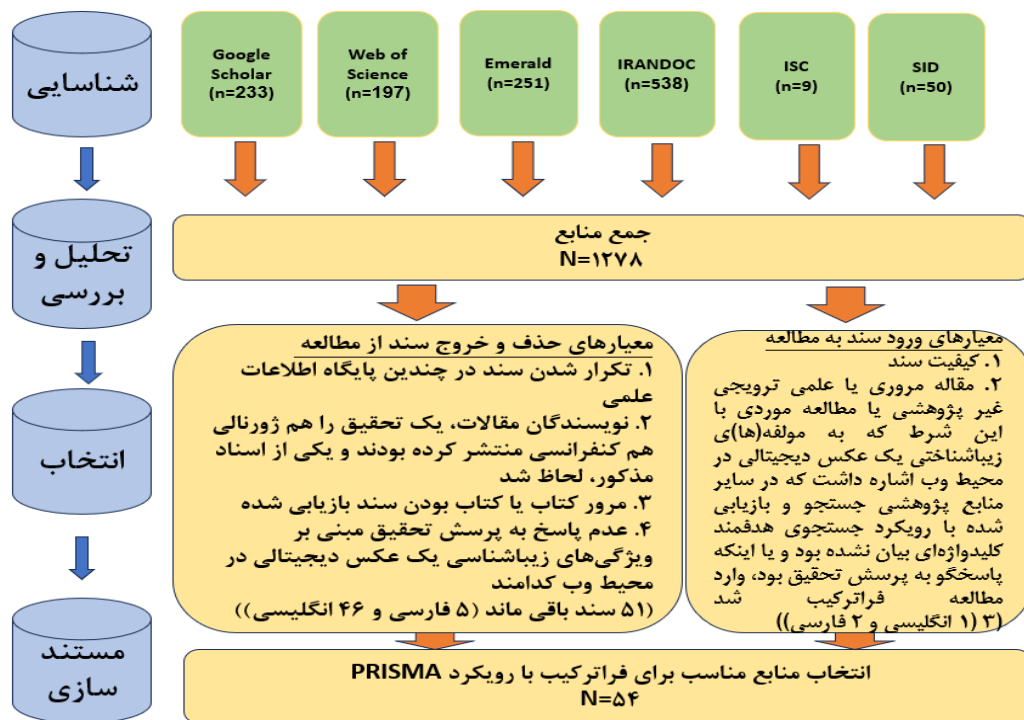 شناسایی
Google
Scholar
(n=233)
Web of
Science
(n=197)
Emerald
(n=251)
IRANDOC
(n=538)
ISC
(n=9)
SID
(n=50)
تحلیل و
بررسی
جمع منابع
N=۱۲۷۸
معیارهای حذف و خروج سند از مطالعه
۱. تکرار شدن سند در چندین پایگاه اطلاعات
علمی
۲. نویسندگان مقالات، یک تحقیق را هم ژورنالی
هم کنفرانسی منتشر کرده بودند و یکی از اسناد
مذکور، لحاظ شد
۳. مرور کتاب یا کتاب بودن سند بازیابی شده
۴. عدم پاسخ به پرسش تحقیق مبنی بر
ویژگی‌های زیباشناسی یک عکس دیجیتالی در
محیط وب کدامند
(۵۱ سند باقی ماند (۵ فارسی و ۴۶ انگلیسی))
معیارهای ورود سند به مطالعه
۱. کیفیت سند
۲. مقاله مروری یا علمی ترویجی
غیر پژوهشی یا مطالعه موردی با
این شرط که به مولفه(ها)ی
زیباشناختی یک عکس دیجیتالی در
محیط وب اشاره داشت که در سایر
منابع پژوهشی جستجو و بازیابی
شده با رویکرد جستجوی هدفمند
کلیدواژه‌ای بیان نشده بود و یا اینکه
پاسخگو به پرسش تحقیق بود، وارد
مطالعه فراترکیب شد
(۳ (۱ انگلیسی و ۲ فارسی))
انتخاب
مستند
سازی
انتخاب منابع مناسب برای فراترکیب با رویکرد PRISMA
N=۵۴